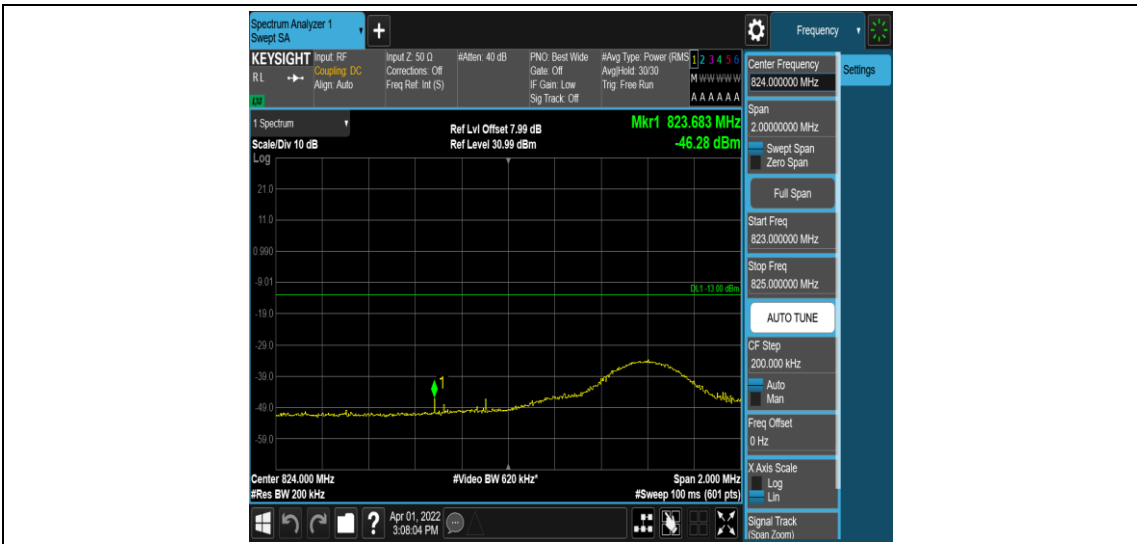 Spectrum Analyzer 1
Swept SA
Frequency
KEYSIGHT
RL
Input: RF
Coupling: DC
Align: Auto
Input Z: 50 Ω
Corrections: Off
Freq Ref: Int (S)
#Atten: 40 dB
PNO: Best Wide
Gate: Off
IF Gain: Low
Sig Track: Off
#Avg Type: Power (RMS
Avg|Hold: 30/30
Trig: Free Run
1 2 3 4 5 6
M W W W W W
A A A A A A
Center Frequency
824.000000 MHz
Settings
Span
2.00000000 MHz
Swept Span
Zero Span
Full Span
Start Freq
823.000000 MHz
Stop Freq
825.000000 MHz
AUTO TUNE
CF Step
200.000 kHz
Auto
Man
Freq Offset
0 Hz
X Axis Scale
Log
Lin
Signal Track
(Span Zoom)
1 Spectrum
Scale/Div 10 dB
Log
Ref Lvl Offset 7.99 dB
Ref Level 30.99 dBm
Mkr1 823.683 MHz
-46.28 dBm
21.0
11.0
0.990
-9.01
DL1 -13.00 dBm
-19.0
-29.0
-39.0
1
-49.0
-59.0
Center 824.000 MHz
#Res BW 200 kHz
#Video BW 620 kHz*
Span 2.000 MHz
#Sweep 100 ms (601 pts)
?
Apr 01, 2022
3:08:04 PM